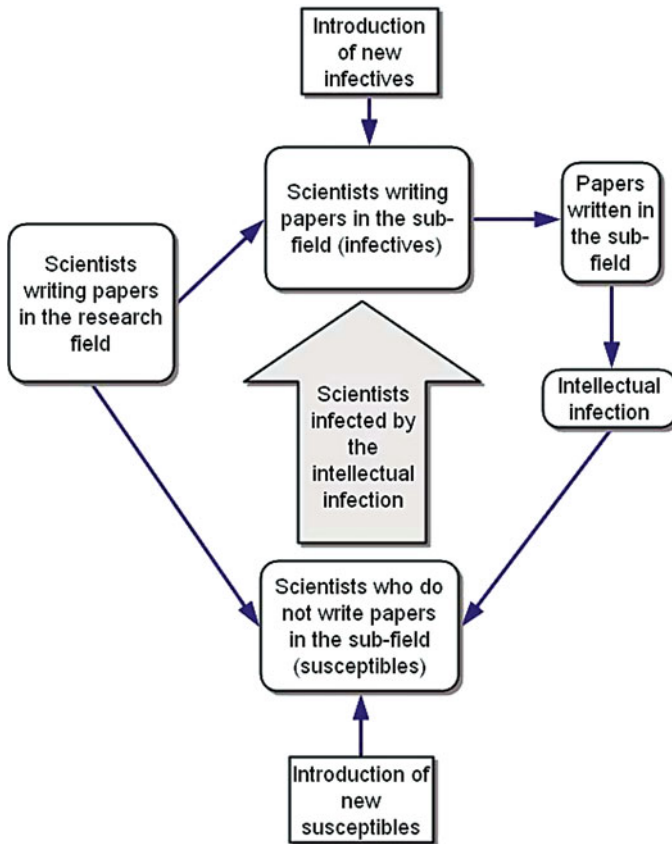 Introduction
of new
infectives
Scientists writing
papers in the sub-
field (infectives)
Papers
written in
the sub-
field
Scientists
writing papers
in the research
field
Intellectual
infection
Scientists
infected by
the
intellectual
infection
Scientists who do
not write papers
in the sub-field
(susceptibles)
Introduction of
new
susceptibles